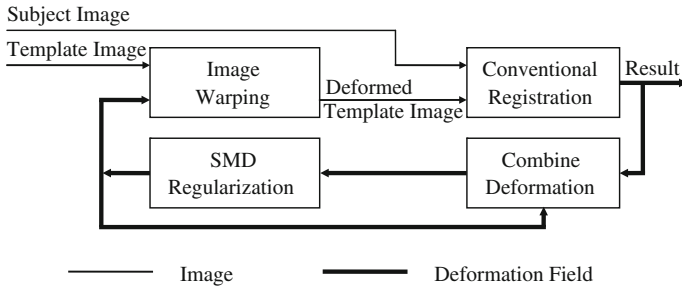 Subject Image
Template Image
Image
Warping
Deformed
Template Image
Conventional
Registration
Result
SMD
Regularization
Combine
Deformation
Image
Deformation Field